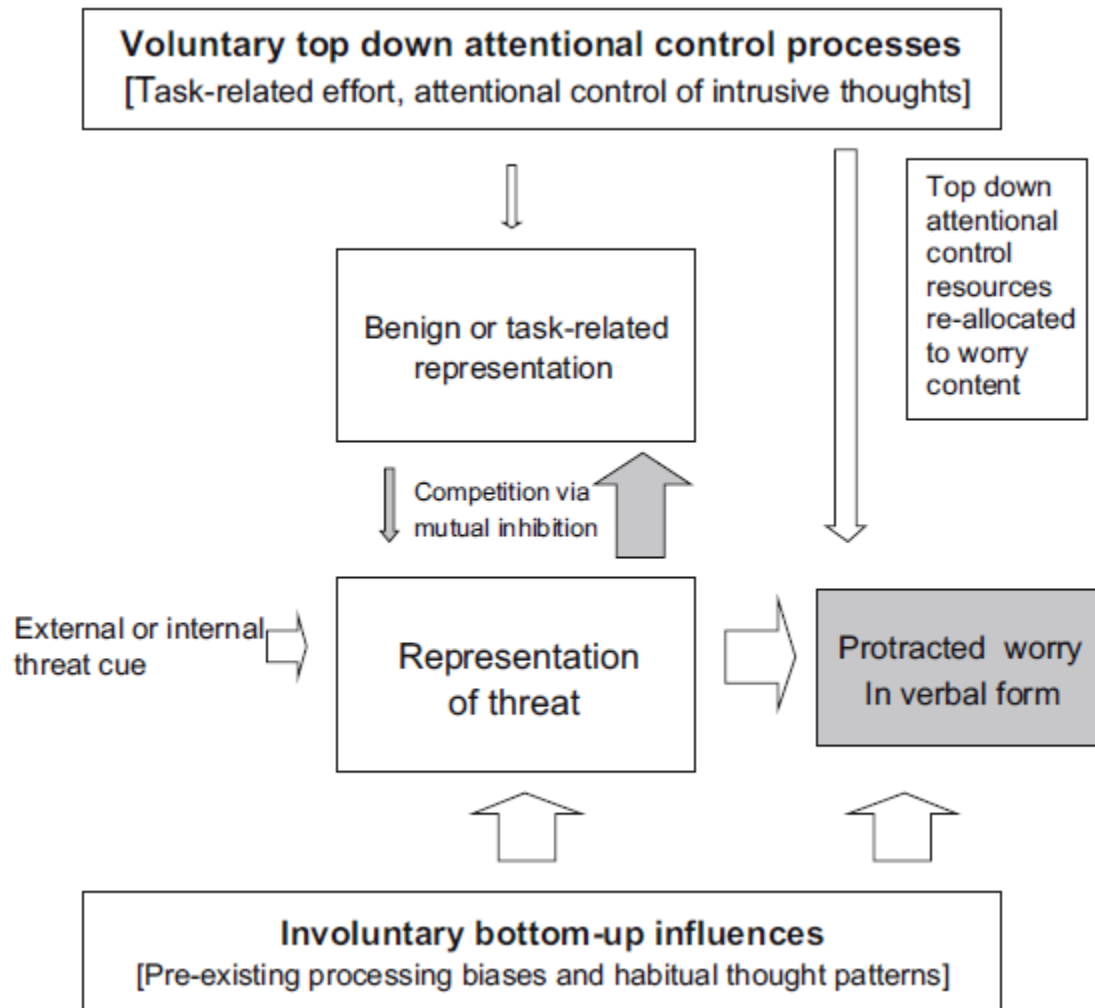 Voluntary top down attentional control processes
[Task-related effort, attentional control of intrusive thoughts]
Top down
attentional
control
resources
re-allocated
to worry
content
Benign or task-related
representation
Competition via
mutual inhibition
External or internal
threat cue
Representation
of threat
Protracted worry
In verbal form
Involuntary bottom-up influences
[Pre-existing processing biases and habitual thought patterns]